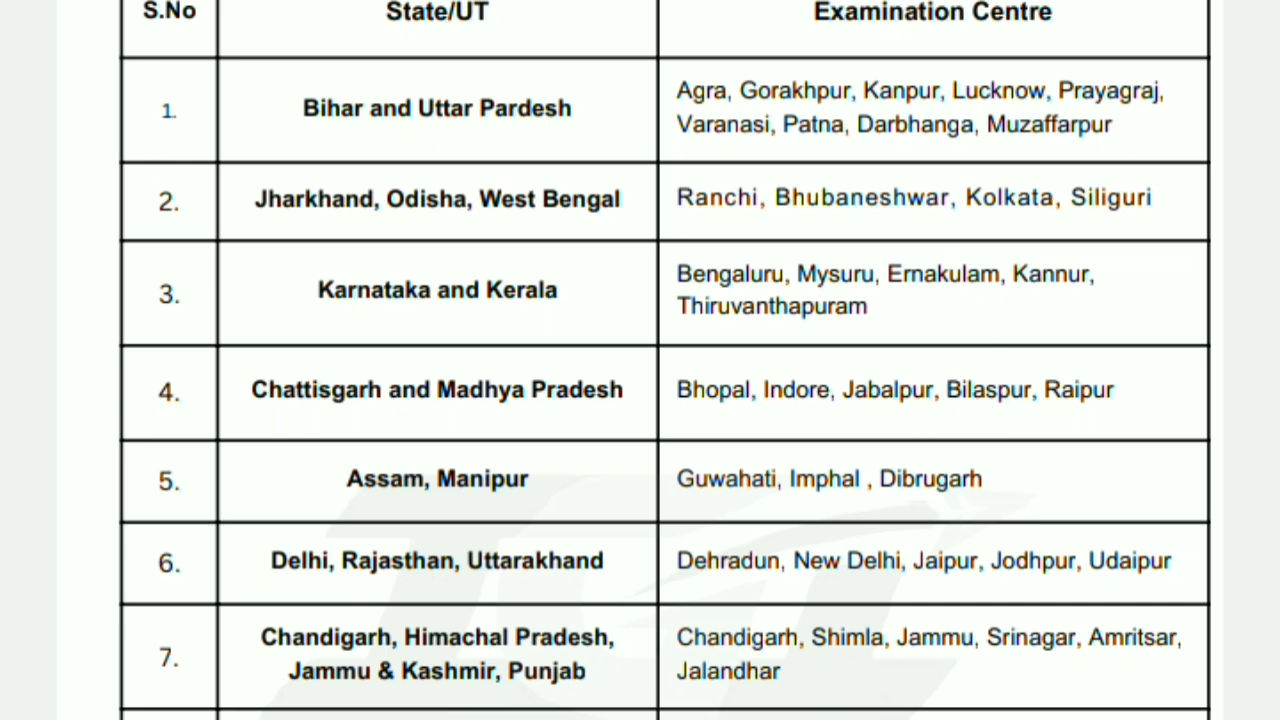 S.No State/UT Examination Centre
1. Bihar and Uttar Pardesh Agra, Gorakhpur, Kanpur, Lucknow, Prayagraj,
Varanasi, Patna, Darbhanga, Muzaffarpur
2. Jharkhand, Odisha, West Bengal Ranchi, Bhubaneshwar, Kolkata, Siliguri
3. Karnataka and Kerala Bengaluru, Mysuru, Ernakulam, Kannur,
Thiruvanthapuram
4. Chattisgarh and Madhya Pradesh Bhopal, Indore, Jabalpur, Bilaspur, Raipur
5. Assam, Manipur Guwahati, Imphal , Dibrugarh
6. Delhi, Rajasthan, Uttarakhand Dehradun, New Delhi, Jaipur, Jodhpur, Udaipur
7. Chandigarh, Himachal Pradesh, Chandigarh, Shimla, Jammu, Srinagar, Amritsar,
Jammu & Kashmir, Punjab Jalandhar